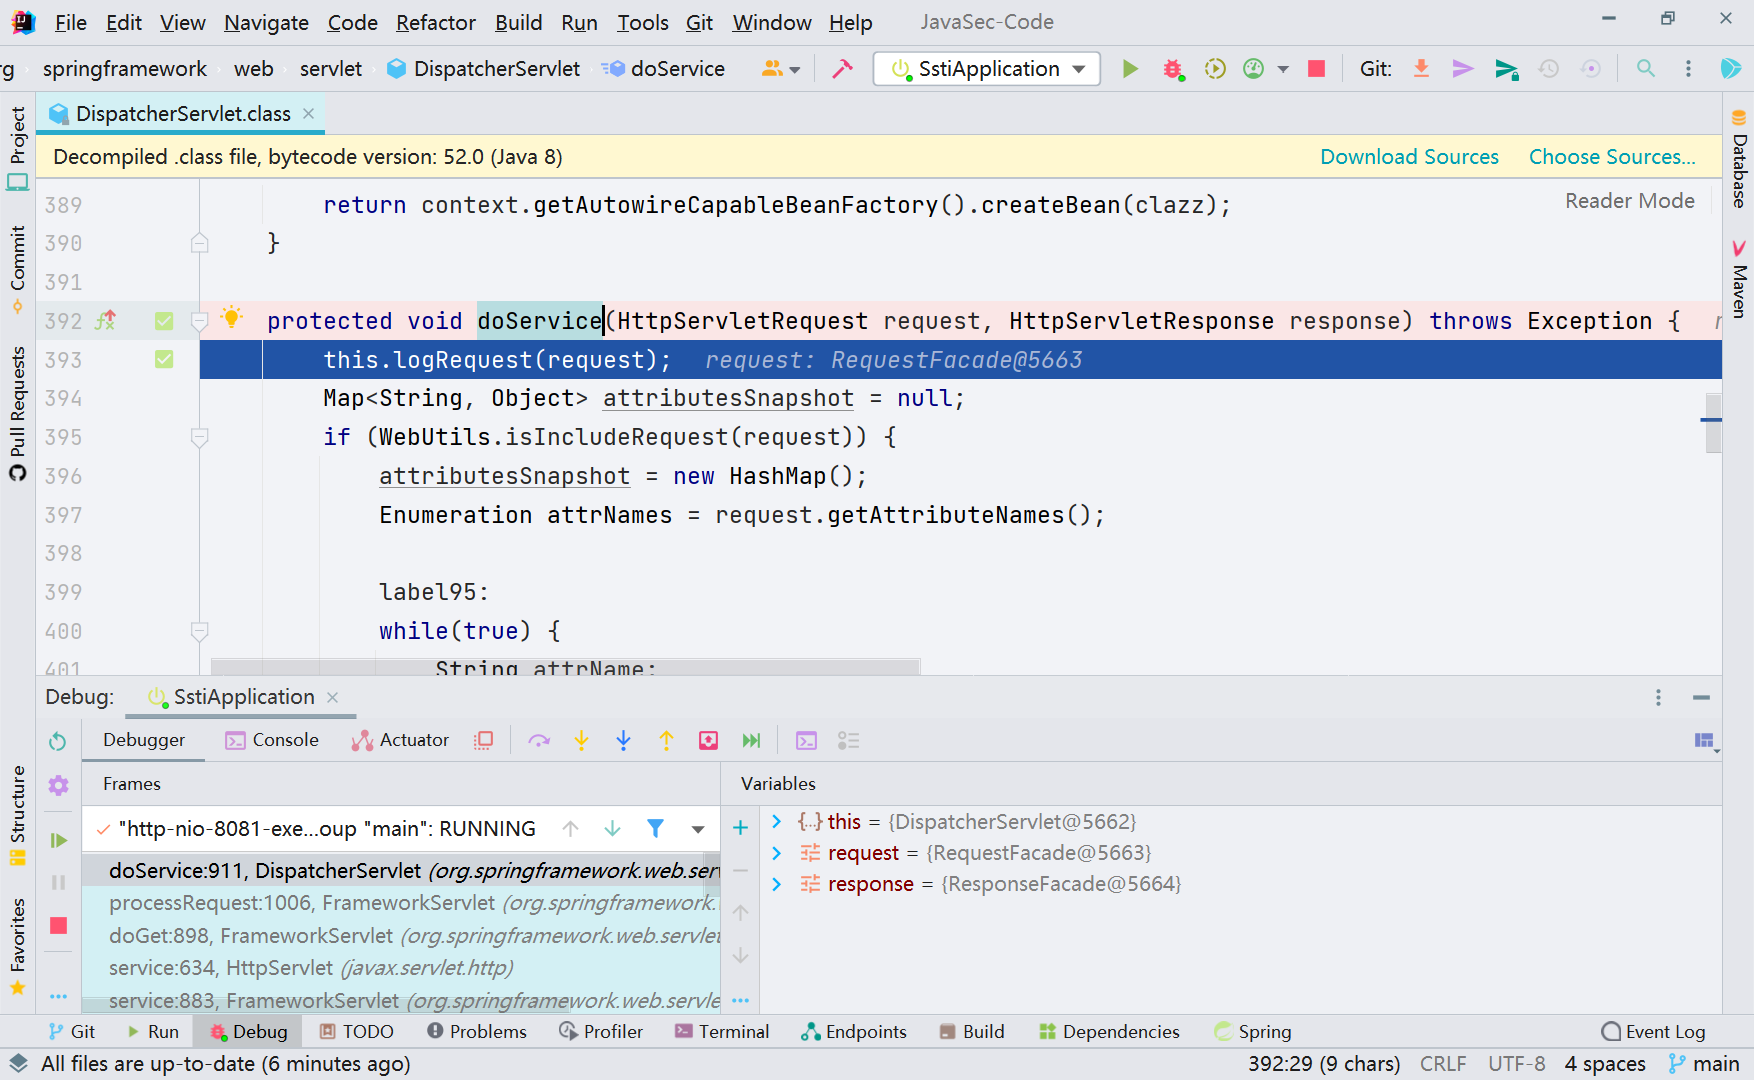 File Edit View Navigate Code Refactor Build Run Tools Git Window Help JavaSec-Code
rg springframework web servlet DispatcherServlet doService SstiApplication Git:
DispatcherServlet.class
Decompiled .class file, bytecode version: 52.0 (Java 8) Download Sources Choose Sources...
Reader Mode
389 return context.getAutowireCapableBeanFactory().createBean(clazz);
390 }
391
392 protected void doService(HttpServletRequest request, HttpServletResponse response) throws Exception { r
393 this.logRequest(request); request: RequestFacade@5663
394 Map<String, Object> attributesSnapshot = null;
395 if (WebUtils.isIncludeRequest(request)) {
396 attributesSnapshot = new HashMap();
397 Enumeration attrNames = request.getAttributeNames();
398
399 label95:
400 while(true) {
401 String attrName;
Project
Commit
Pull Requests
Structure
Favorites
Database
Maven
Debug: SstiApplication
Debugger Console Actuator
Frames
"http-nio-8081-exe...oup "main": RUNNING
doService:911, DispatcherServlet (org.springframework.web.serv
processRequest:1006, FrameworkServlet (org.springframework.
doGet:898, FrameworkServlet (org.springframework.web.servlet
service:634, HttpServlet (javax.servlet.http)
service:883, FrameworkServlet (org.springframework.web.servle
Variables
this = {DispatcherServlet@5662}
request = {RequestFacade@5663}
response = {ResponseFacade@5664}
Git Run Debug TODO Problems Profiler Terminal Endpoints Build Dependencies Spring Event Log
All files are up-to-date (6 minutes ago) 392:29 (9 chars) CRLF UTF-8 4 spaces main